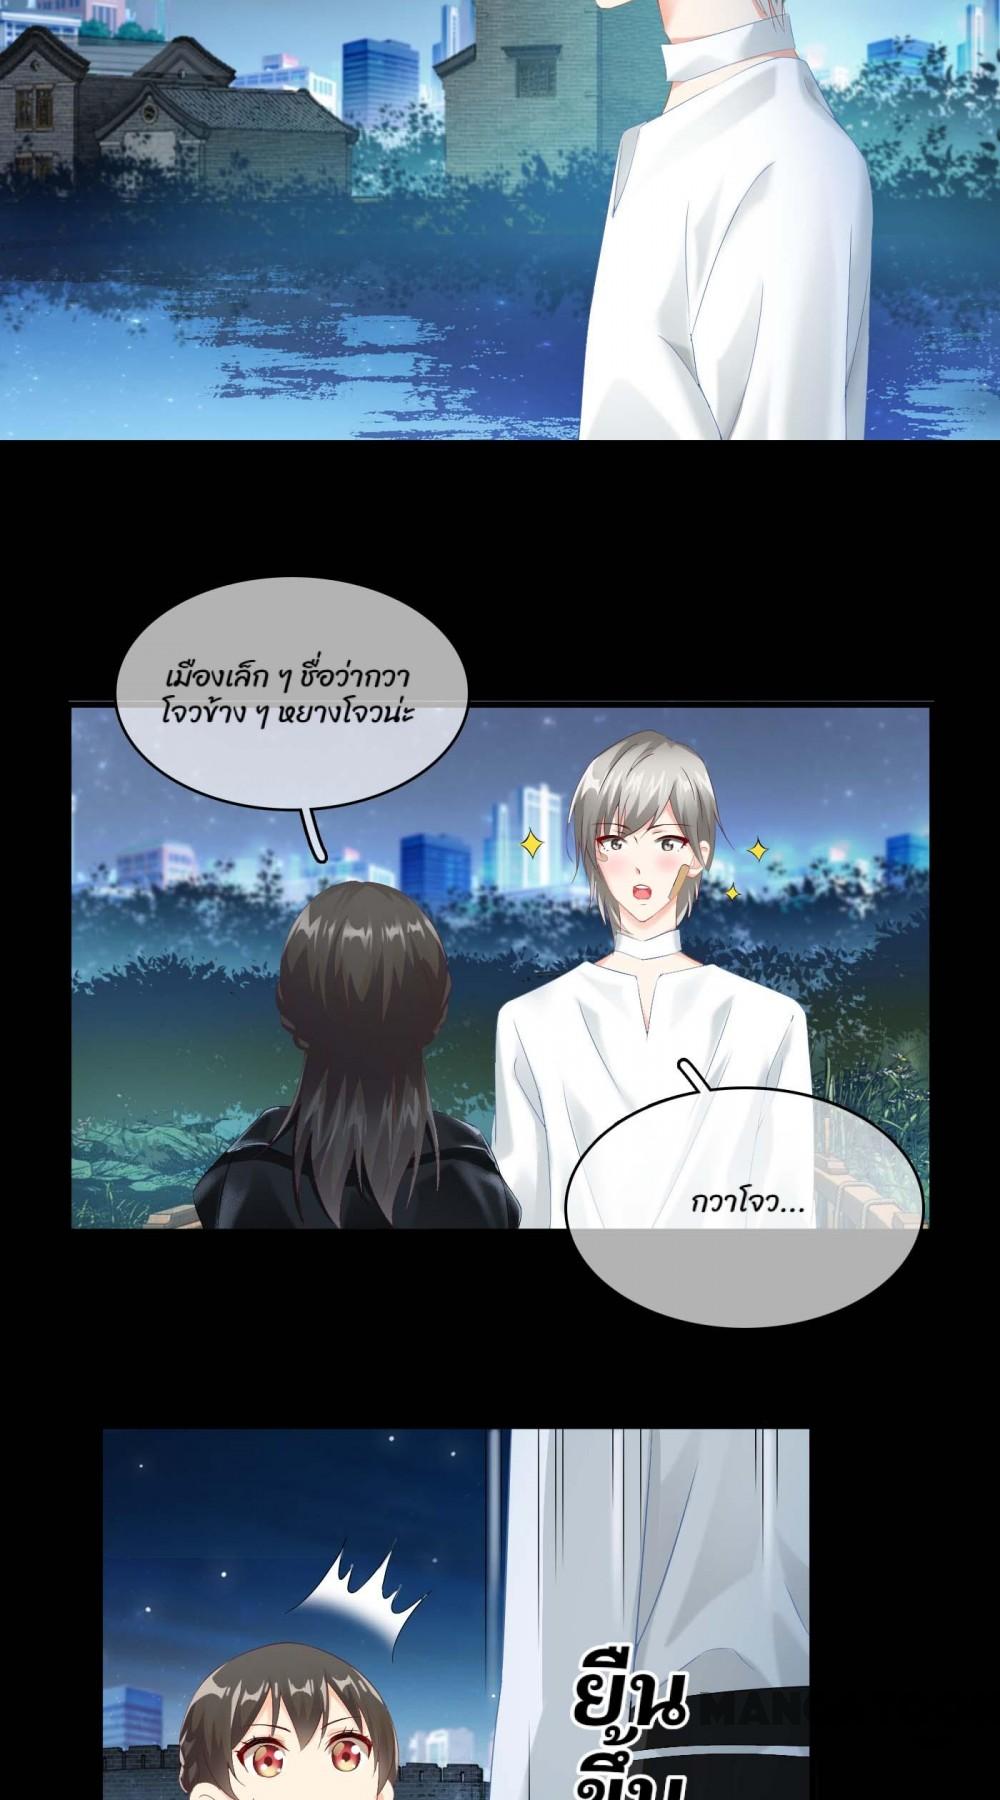 เมืองเล็ก ๆ ชื่อว่ากวา
โจวข้าง ๆ หยางโจวน่ะ
กวาโจว...
ยืน
ขึ้น